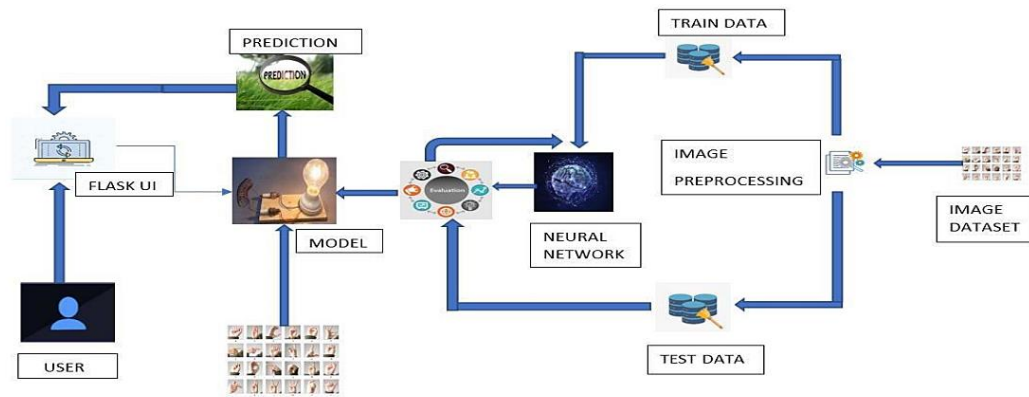 TRAIN DATA
PREDICTION
PREDICTION
IMAGE
PREPROCESSING
FLASK UI
Evaluation
IMAGE
DATASET
MODEL
NEURAL
NETWORK
USER
TEST DATA